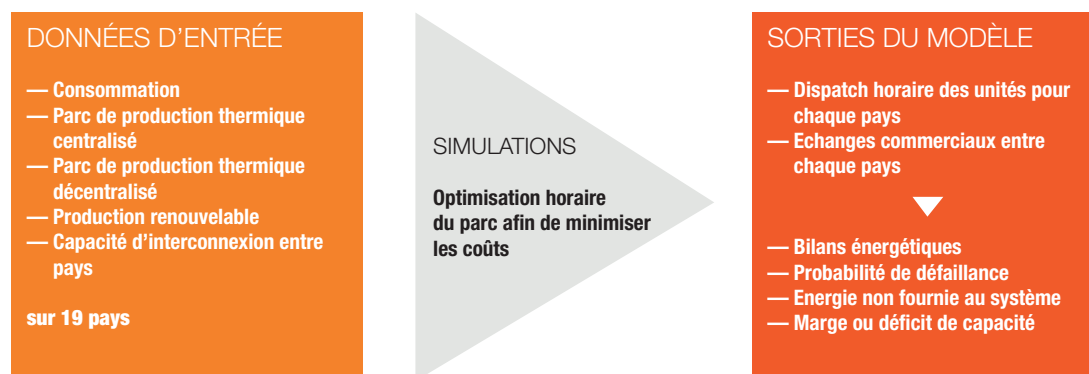 DONNÉES D'ENTRÉE
— Consommation
— Parc de production thermique
centralisé
— Parc de production thermique
décentralisé
— Production renouvelable
— Capacité d'interconnexion entre
pays
sur 19 pays
SIMULATIONS
Optimisation horaire
du parc afin de minimiser
les coûts
SORTIES DU MODÈLE
— Dispatch horaire des unités pour
chaque pays
— Echanges commerciaux entre
chaque pays
— Bilans énergétiques
— Probabilité de défaillance
— Energie non fournie au système
— Marge ou déficit de capacité